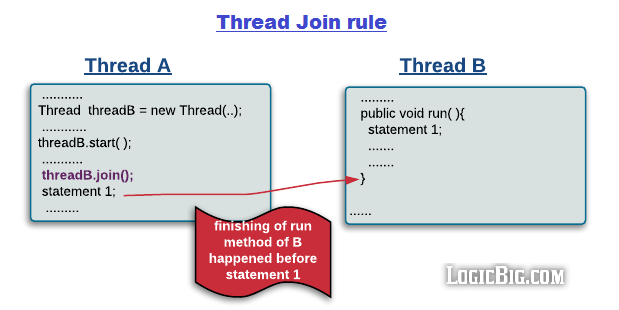 Thread Join rule
Thread A
...........
Thread threadB = new Thread(..);
............
threadB.start( );
...........
threadB.join();
statement 1;
.........
Thread B
.........
public void run( ){
statement 1;
.......
.......
}
......
finishing of run
method of B
happened before
statement 1
LogicBig.com